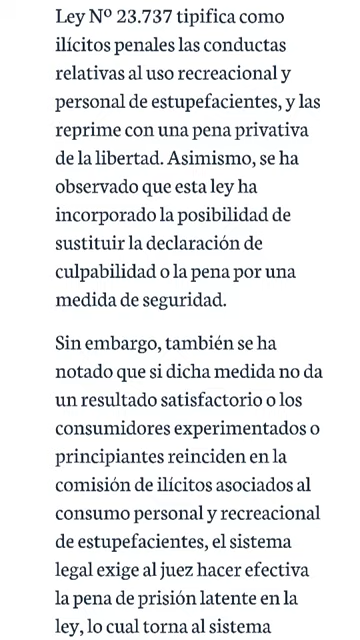 Ley Nº 23.737 tipifica como
ilícitos penales las conductas
relativas al uso recreacional y
personal de estupefacientes, y las
reprime con una pena privativa
de la libertad. Asimismo, se ha
observado que esta ley ha
incorporado la posibilidad de
sustituir la declaración de
culpabilidad o la pena por una
medida de seguridad.
Sin embargo, también se ha
notado que si dicha medida no da
un resultado satisfactorio o los
consumidores experimentados o
principiantes reinciden en la
comisión de ilícitos asociados al
consumo personal y recreacional
de estupefacientes, el sistema
legal exige al juez hacer efectiva
la pena de prisión latente en la
ley, lo cual torna al sistema